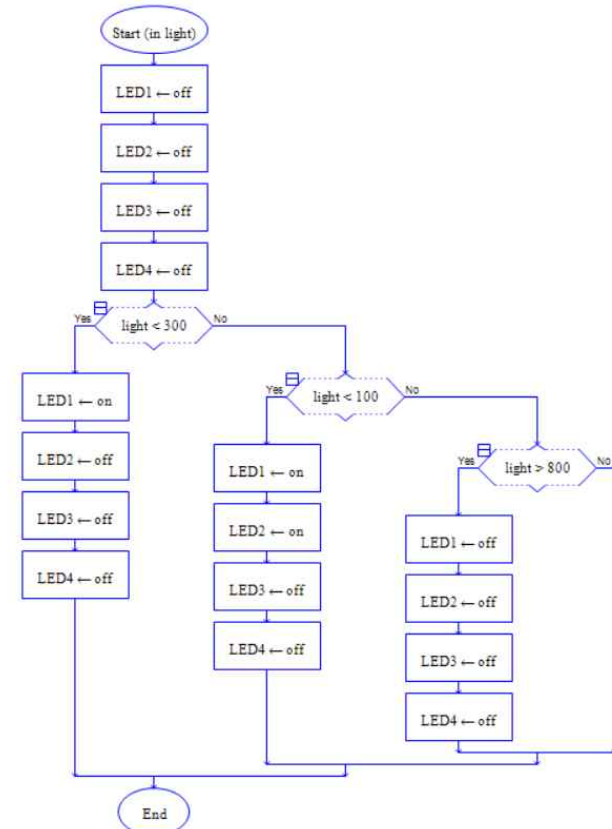 Start (in light)
LED1 ← off
LED2 ← off
LED3 ← off
LED4 ← off
light < 300
Yes
No
LED1 ← on
LED2 ← off
LED3 ← off
LED4 ← off
light < 100
Yes
No
LED1 ← on
LED2 ← on
LED3 ← off
LED4 ← off
light > 800
Yes
No
LED1 ← off
LED2 ← off
LED3 ← off
LED4 ← off
End